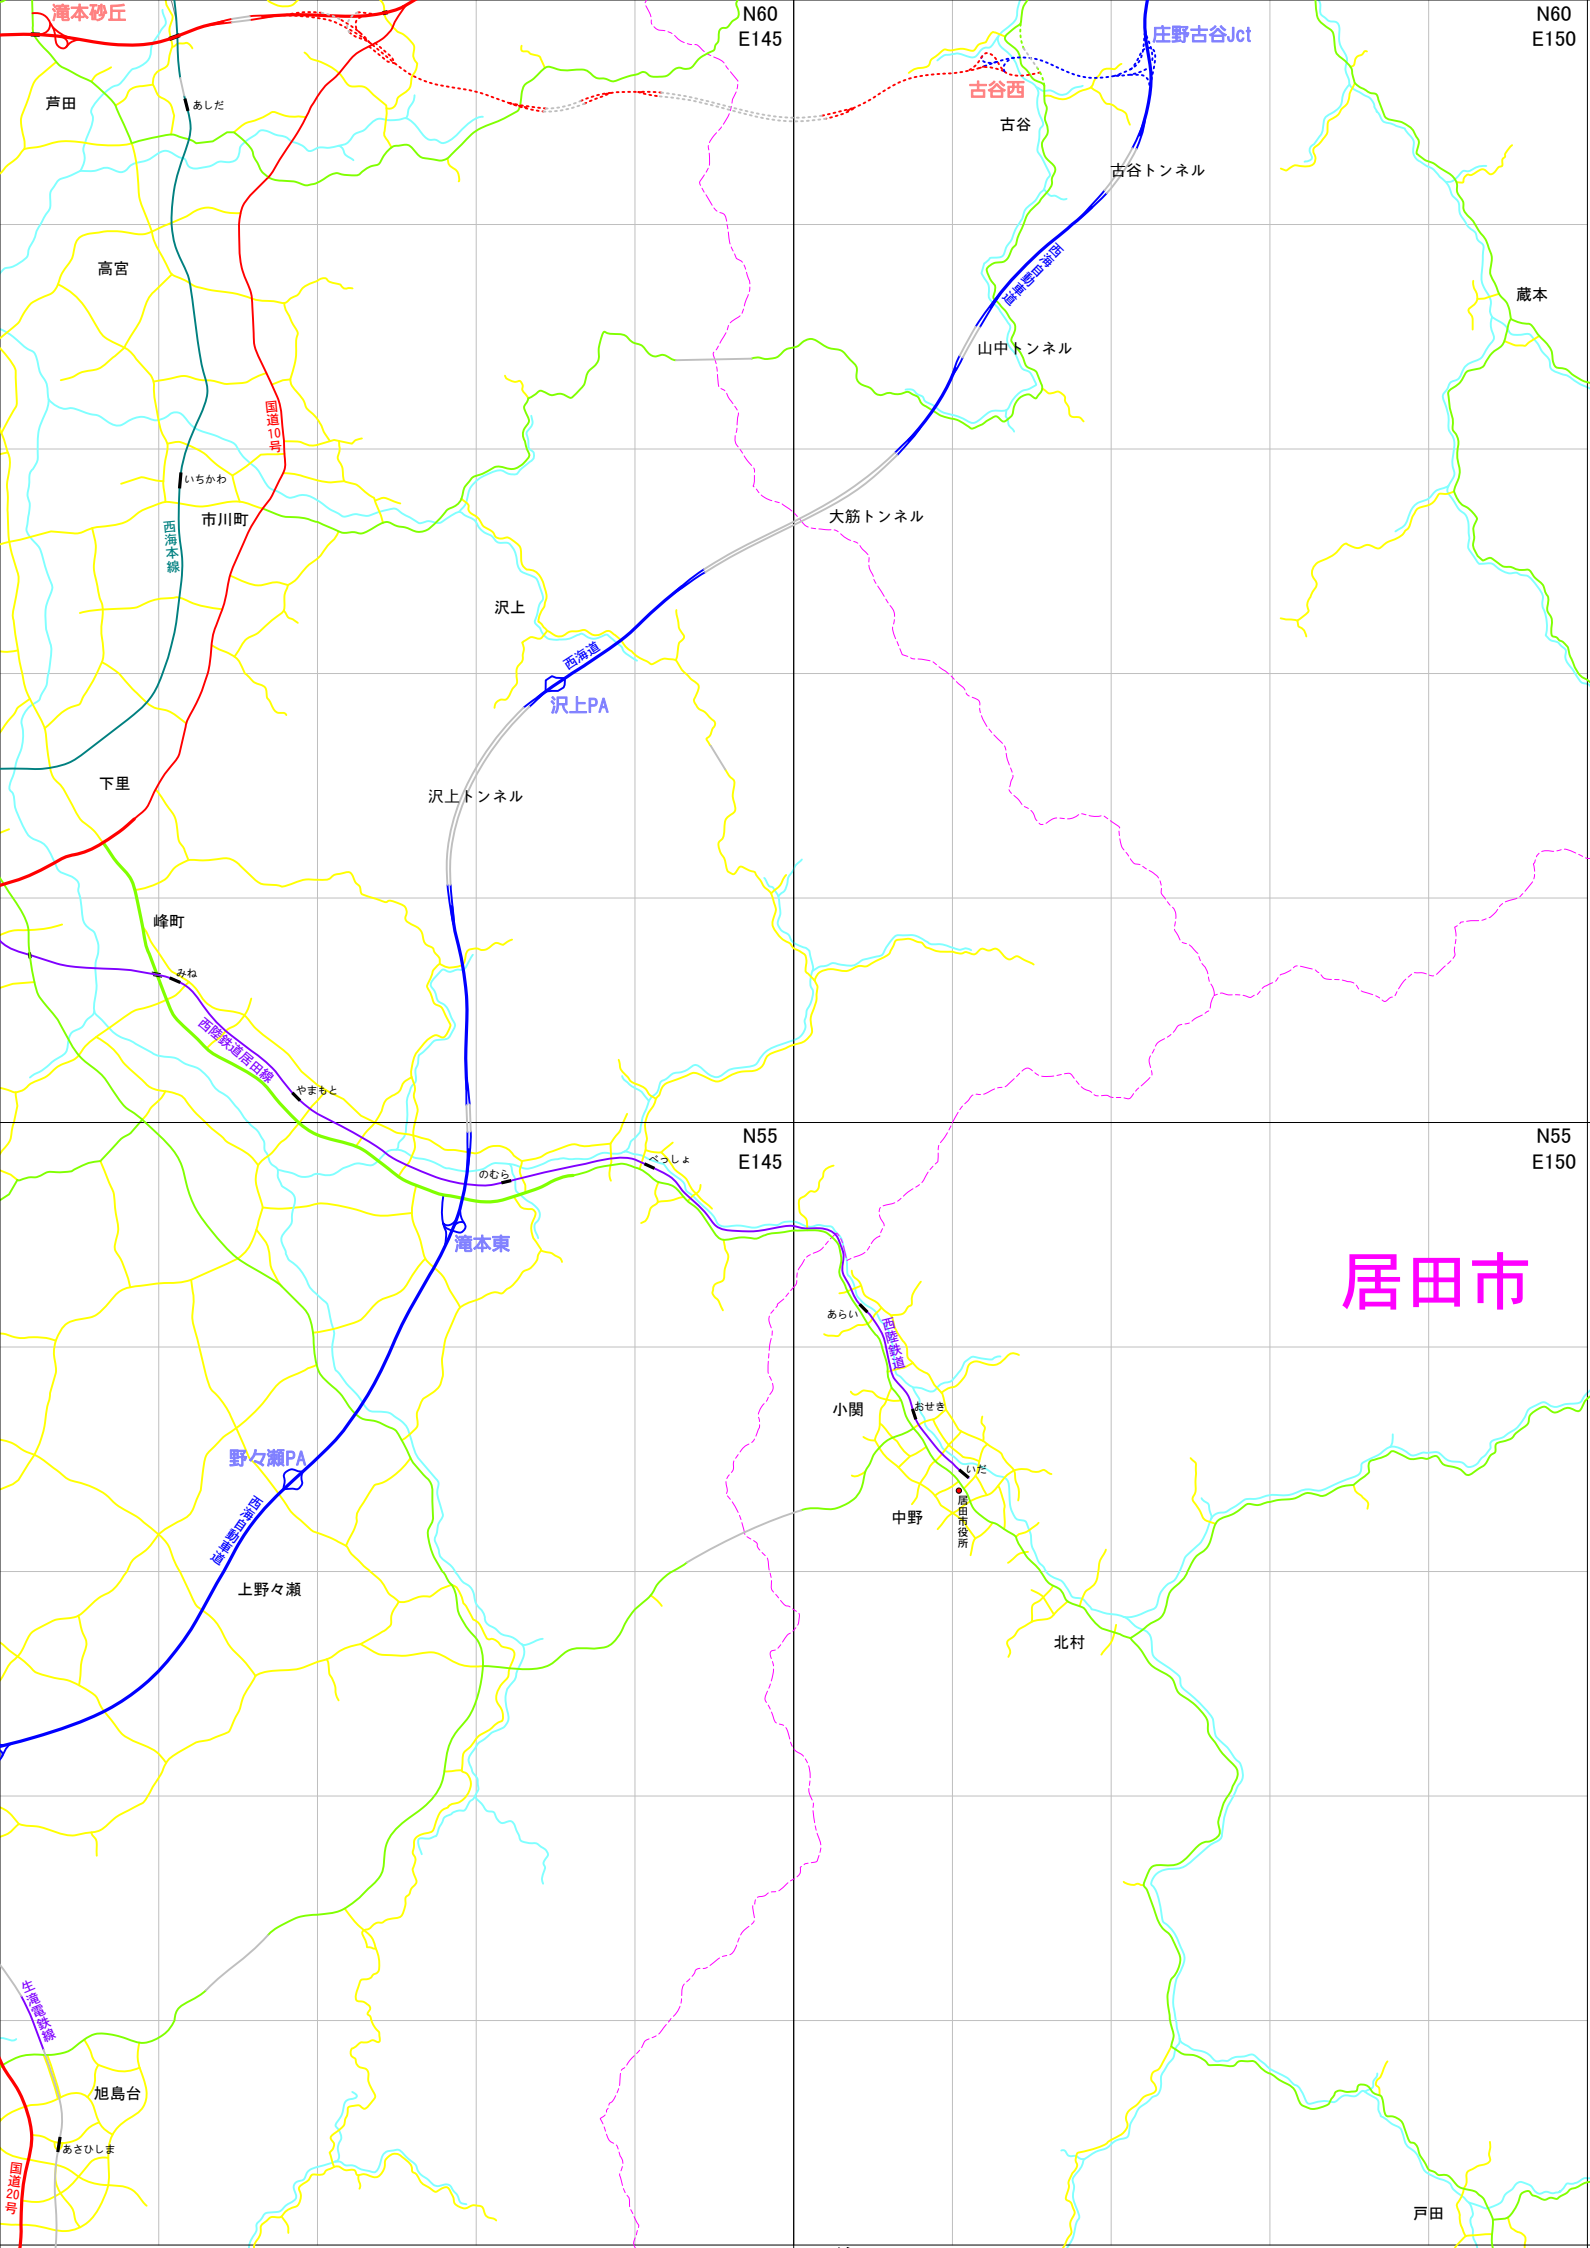 滝本砂丘
N60
E145
庄野古谷Jct
N60
E150
芦田
あしだ
古谷西
古谷
古谷トンネル
高宮
西海自動車道
蔵本
山中トンネル
国道10号
いちかわ
市川町
西海本線
大筋トンネル
沢上
西海道
沢上PA
下里
沢上トンネル
峰町
みね
西陸鉄道居田線
やまもと
N55
E145
N55
E150
べっしょ
のむら
滝本東
居田市
あらい
西陸鉄道
小関
おせき
野々瀬PA
いだ
西海自動車道
中野
居田市役所
上野々瀬
北村
生滝電鉄線
旭島台
あさひしま
国道20号
戸田